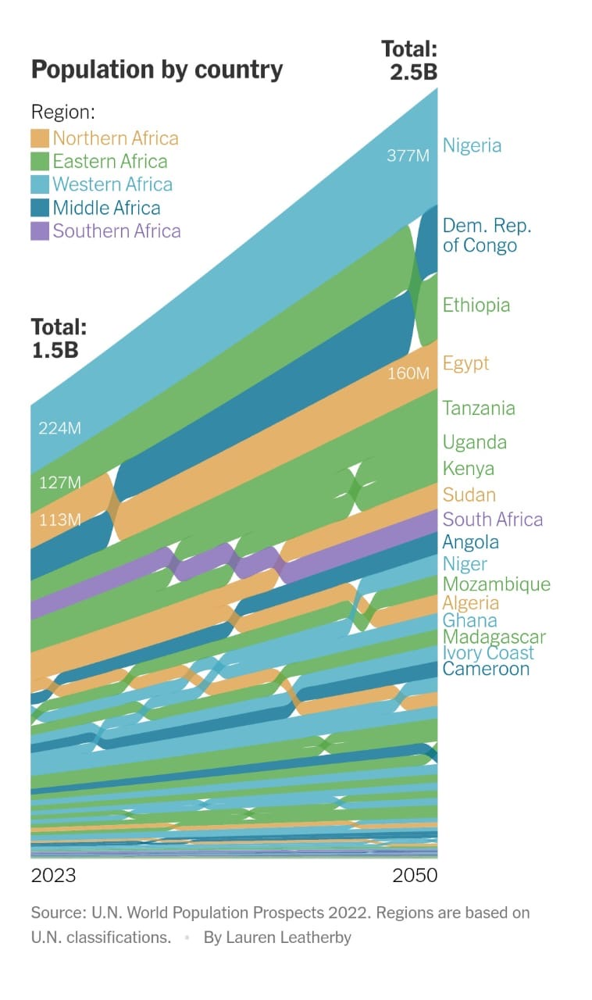 Total:
2.5B
Population by country
Region:
Northern Africa
Eastern Africa
Western Africa
Middle Africa
Southern Africa
Total:
1.5B
224M
127M
113M
377M
160M
Nigeria
Dem. Rep.
of Congo
Ethiopia
Egypt
Tanzania
Uganda
Kenya
Sudan
South Africa
Angola
Niger
Mozambique
Algeria
Ghana
Madagascar
Ivory Coast
Cameroon
2023
2050
Source: U.N. World Population Prospects 2022. Regions are based on
U.N. classifications. • By Lauren Leatherby